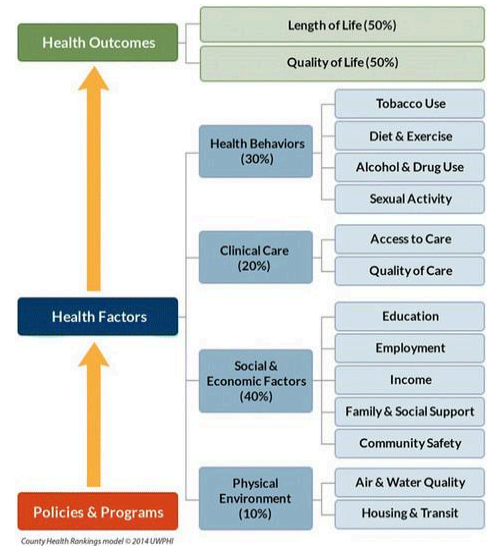 Health Outcomes
Length of Life (50%)
Quality of Life (50%)
Health Factors
Health Behaviors
(30%)
Tobacco Use
Diet & Exercise
Alcohol & Drug Use
Sexual Activity
Clinical Care
(20%)
Access to Care
Quality of Care
Social &
Economic Factors
(40%)
Education
Employment
Income
Family & Social Support
Community Safety
Physical
Environment
(10%)
Air & Water Quality
Housing & Transit
Policies & Programs
County Health Rankings model © 2014 UWPHI